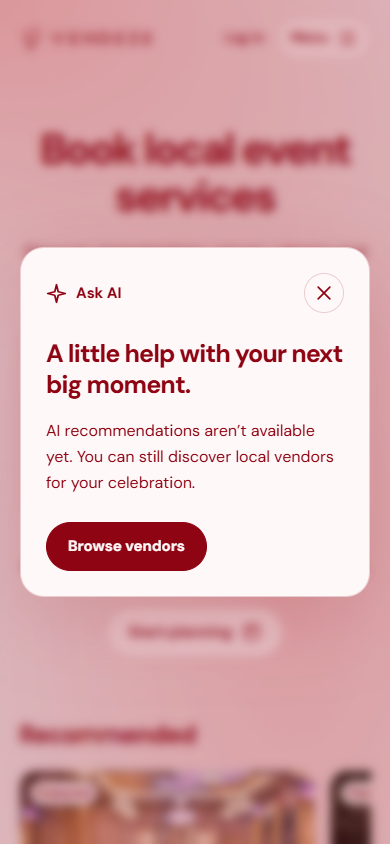 VENDEZE
Log in
Menu
Book local event
services
Ask AI
A little help with your next
big moment.
AI recommendations aren’t available
yet. You can still discover local vendors
for your celebration.
Browse vendors
Start planning
Recommended